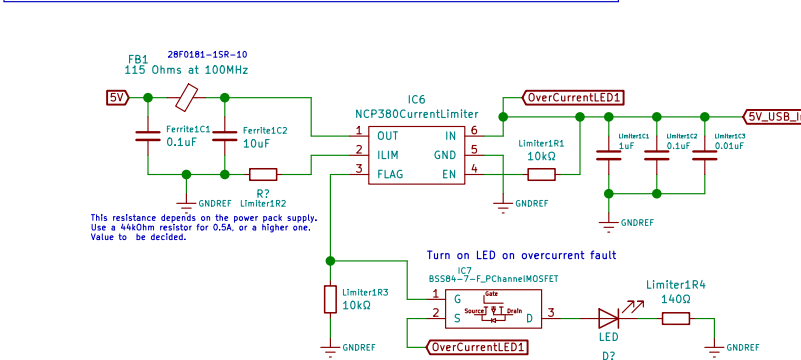 28F0181-1SR-10
FB1
115 Ohms at 100MHz
5V
Ferrite1C1
0.1uF
Ferrite1C2
10uF
GNDREF
R?
Limiter1R2
This resistance depends on the power pack supply.
Use a 44kOhm resistor for 0.5A, or a higher one.
Value to be decided.
IC6
NCP380CurrentLimiter
1 OUT IN 6
2 ILIM GND 5
3 FLAG EN 4
OverCurrentLED1
Limiter1R1
10kΩ
GNDREF
Limiter1C1
1uF
Limiter1C2
0.1uF
Limiter1C3
0.01uF
GNDREF
Turn on LED on overcurrent fault
IC7
BSS84-7-F_PChannelMOSFET
1 G
2 S
Gate
Source Drain
D 3
Limiter1R3
10kΩ
GNDREF
OverCurrentLED1
LED
D?
Limiter1R4
140Ω
GNDREF